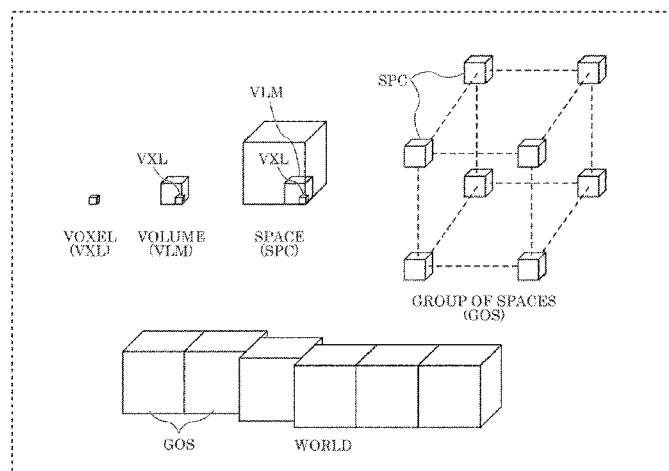 SPC
VLM
VXL
VXL
VOXEL
(VXL)
VOLUME
(VLM)
SPACE
(SPC)
GROUP OF SPACES
(GOS)
GOS
WORLD